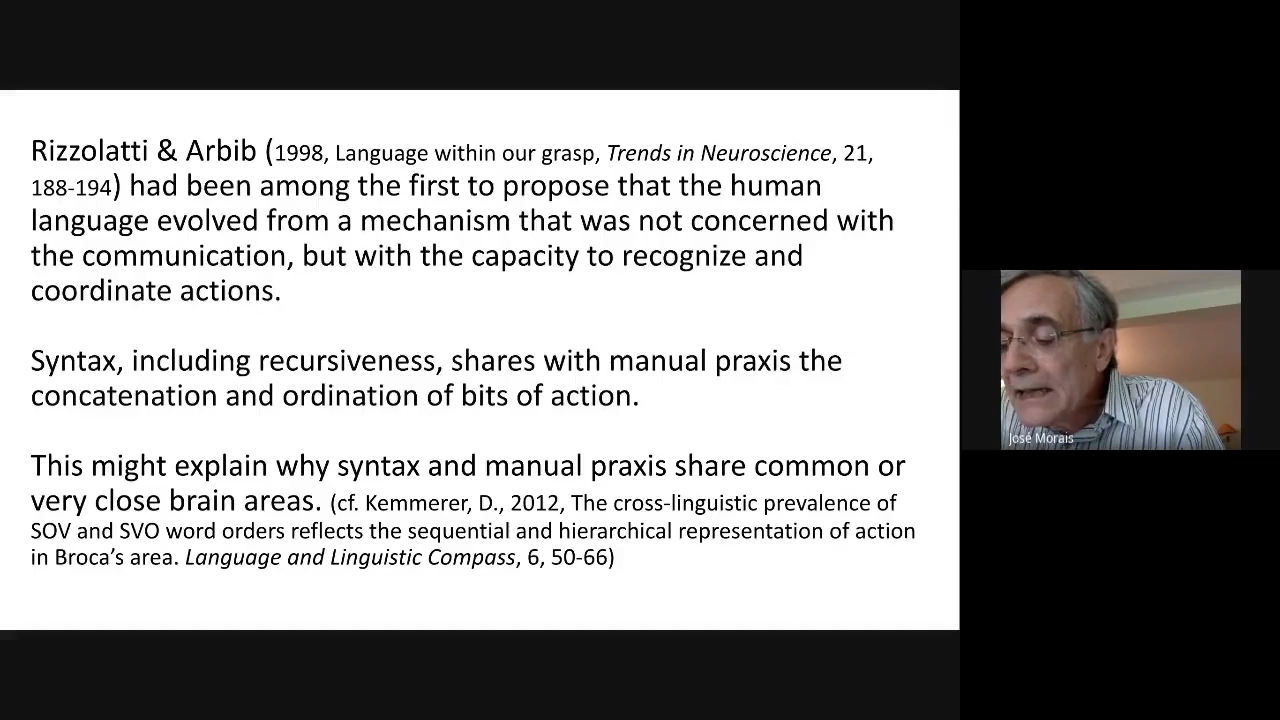 Rizzolatti & Arbib (1998, Language within our grasp, Trends in Neuroscience, 21,
188-194) had been among the first to propose that the human
language evolved from a mechanism that was not concerned with
the communication, but with the capacity to recognize and
coordinate actions.
Syntax, including recursiveness, shares with manual praxis the
concatenation and ordination of bits of action.
This might explain why syntax and manual praxis share common or
very close brain areas. (cf. Kemmerer, D., 2012, The cross-linguistic prevalence of
SOV and SVO word orders reflects the sequential and hierarchical representation of action
in Broca’s area. Language and Linguistic Compass, 6, 50-66)
José Morais